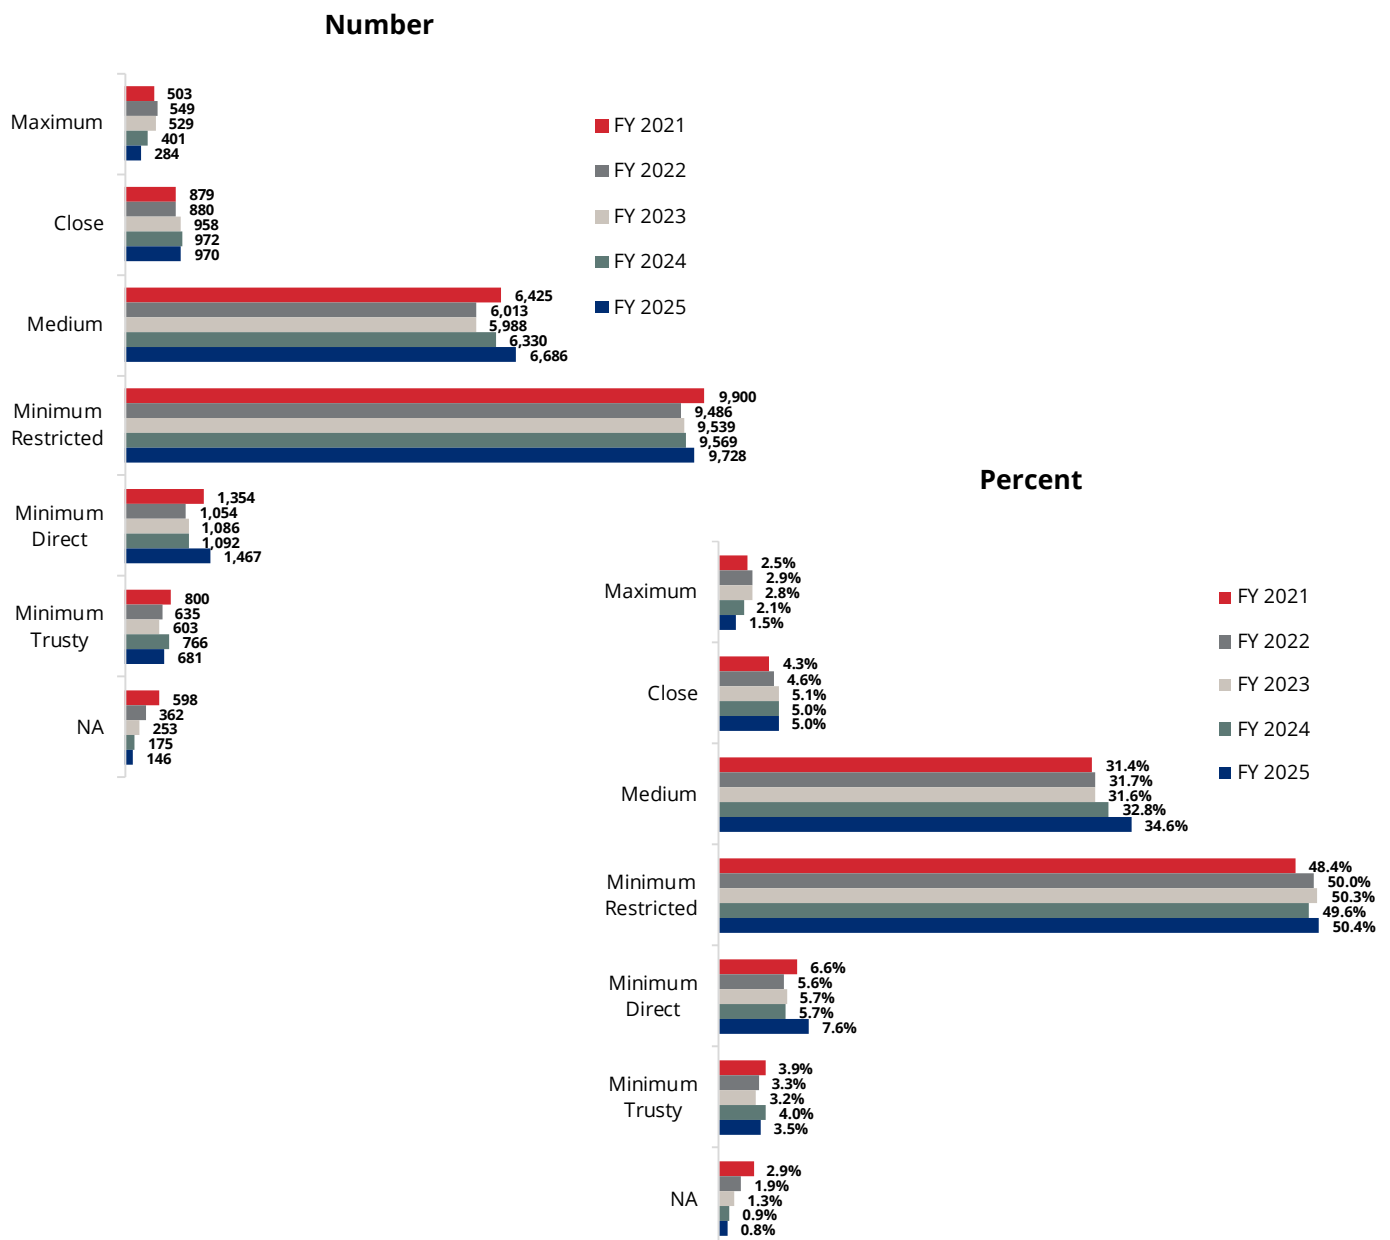 Number
Maximum
503
549
529
401
284
Close
879
880
958
972
970
Medium
6,425
6,013
5,988
6,330
6,686
Minimum
Restricted
9,900
9,486
9,539
9,569
9,728
Minimum
Direct
1,354
1,054
1,086
1,092
1,467
Minimum
Trusty
800
635
603
766
681
NA
598
362
253
175
146
FY 2021
FY 2022
FY 2023
FY 2024
FY 2025
Percent
Maximum
2.5%
2.9%
2.8%
2.1%
1.5%
Close
4.3%
4.6%
5.1%
5.0%
5.0%
Medium
31.4%
31.7%
31.6%
32.8%
34.6%
Minimum
Restricted
48.4%
50.0%
50.3%
49.6%
50.4%
Minimum
Direct
6.6%
5.6%
5.7%
5.7%
7.6%
Minimum
Trusty
3.9%
3.3%
3.2%
4.0%
3.5%
NA
2.9%
1.9%
1.3%
0.9%
0.8%
FY 2021
FY 2022
FY 2023
FY 2024
FY 2025